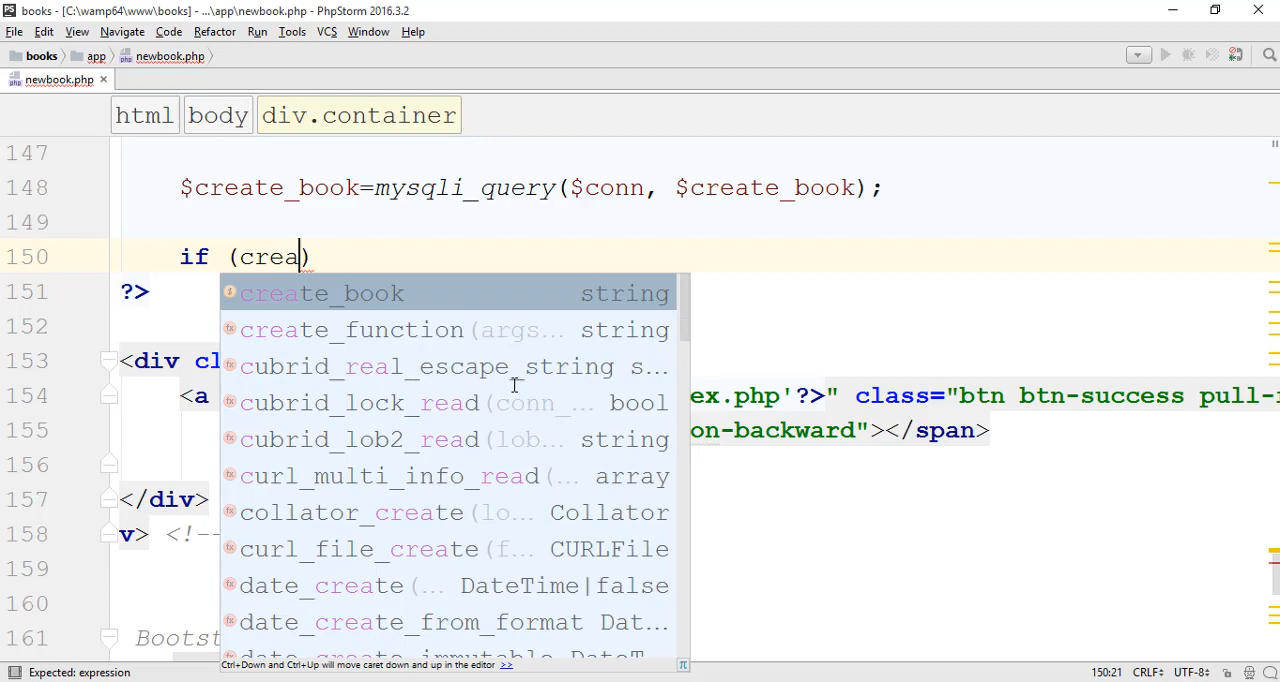 PS books - [C:\wamp64\www\books] - ...\app\newbook.php - PhpStorm 2016.3.2
File Edit View Navigate Code Refactor Run Tools VCS Window Help
books app newbook.php
newbook.php
html body div.container
147
148 $create_book=mysqli_query($conn, $create_book);
149
150 if (crea)
151 ?>
create_book string
152
create_function(args... string
153 <div cl
cubrid_real_escape_string s...
154 <a ex.php'?>" class="btn btn-success pull-r
cubrid_lock_read(conn_... bool
155 on-backward"></span>
cubrid_lob2_read(lob... string
156
curl_multi_info_read(... array
157 </div>
collator_create(lo... Collator
158 v> <!--
curl_file_create(f... CURLFile
159
date_create(... DateTime|false
160
date_create_from_format Dat...
161 Bootst
date_create_immutable DateT
Ctrl+Down and Ctrl+Up will move caret down and up in the editor >> π
Expected: expression 150:21 CRLF UTF-8